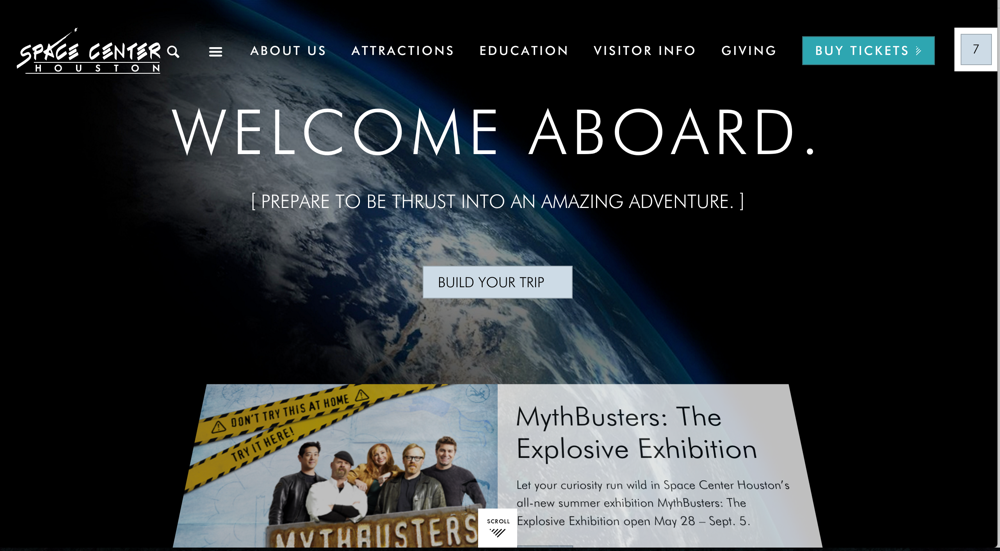 SPACE CENTER
HOUSTON
ABOUT US ATTRACTIONS EDUCATION VISITOR INFO GIVING BUY TICKETS
7
WELCOME ABOARD.
[ PREPARE TO BE THRUST INTO AN AMAZING ADVENTURE. ]
BUILD YOUR TRIP
DON'T TRY THIS AT HOME
TRY IT HERE!
MYTHBUSTERS
MythBusters: The
Explosive Exhibition
Let your curiosity run wild in Space Center Houston's
all-new summer exhibition MythBusters: The
Explosive Exhibition open May 28 – Sept. 5.
SCROLL